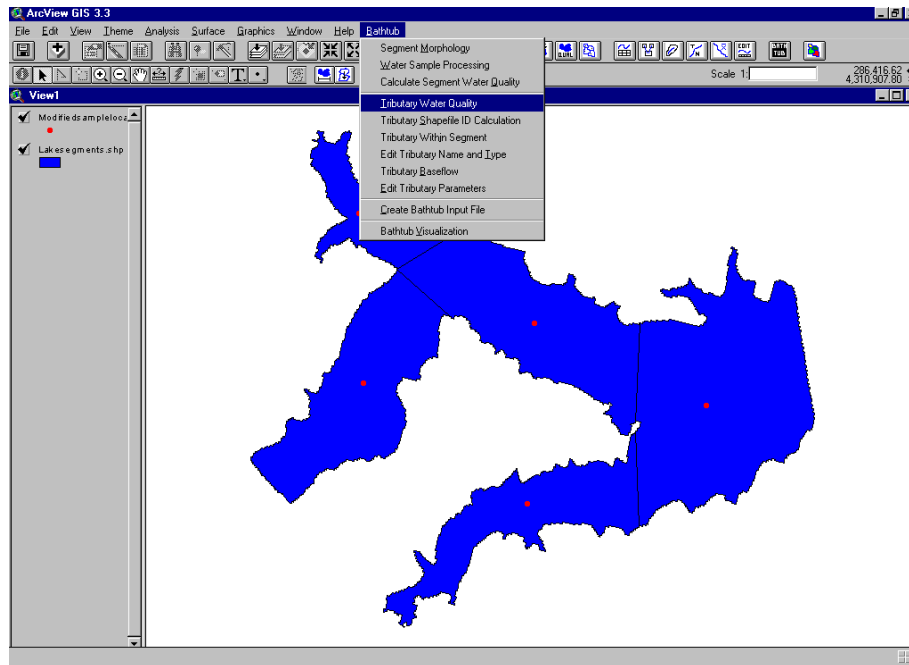 ArcView GIS 3.3
File Edit View Theme Analysis Surface Graphics Window Help Bathtub
Scale 1:
286,416.62
4,310,907.80
View1
Modifiedsampleloca
Lakesegments.shp
Segment Morphology
Water Sample Processing
Calculate Segment Water Quality
Tributary Water Quality
Tributary Shapefile ID Calculation
Tributary Within Segment
Edit Tributary Name and Type
Tributary Baseflow
Edit Tributary Parameters
Create Bathtub Input File
Bathtub Visualization